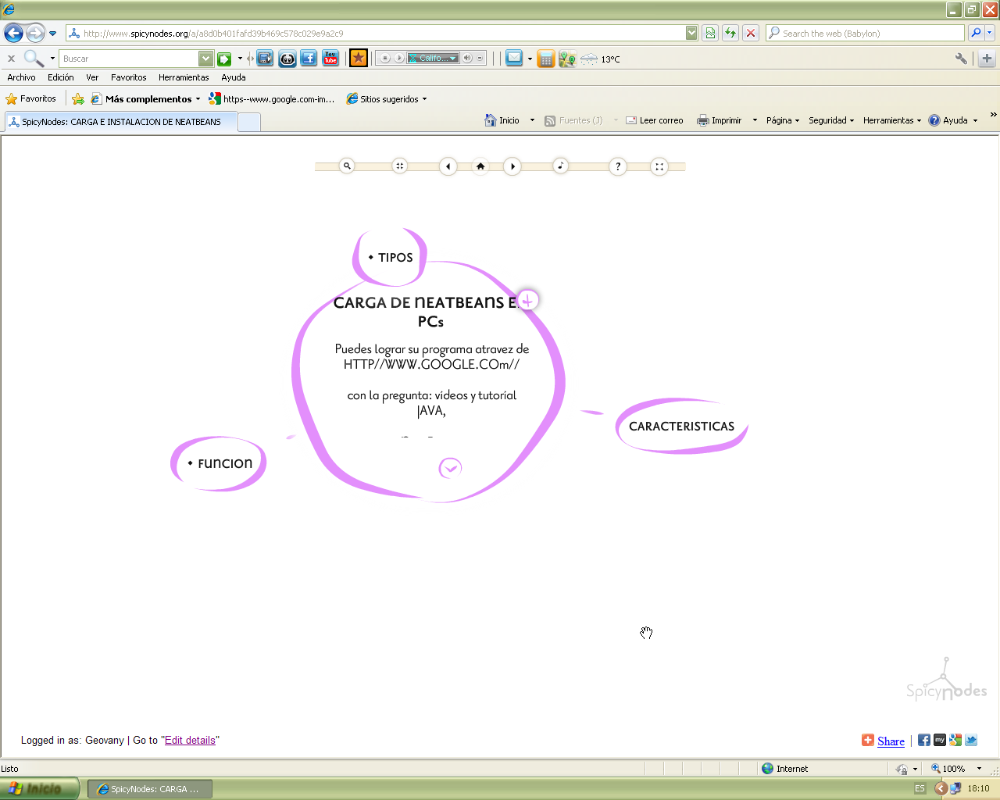 http://www.spicynodes.org/a/a8d0b401fafd39b469c578c029e9a2c9
Search the web (Babylon)
Buscar
You Tube
Califo...
13°C
Archivo Edición Ver Favoritos Herramientas Ayuda
Favoritos Más complementos https--www.google.com-im... Sitios sugeridos
SpicyNodes: CARGA E INSTALACION DE NEATBEANS
Inicio Fuentes (J) Leer correo Imprimir Página Seguridad Herramientas Ayuda
?
• TIPOS
CARGA DE NEATBEANS
PCs
Puedes lograr su programa atravez de
HTTP//WWW.GOOGLE.COm//
con la pregunta: videos y tutorial
JAVA,
CARACTERISTICAS
• FUNCION
Spicynodes
Logged in as: Geovany | Go to "Edit details"
Share | my
Listo
Internet
100%
Inicio
SpicyNodes: CARGA ...
ES
18:10